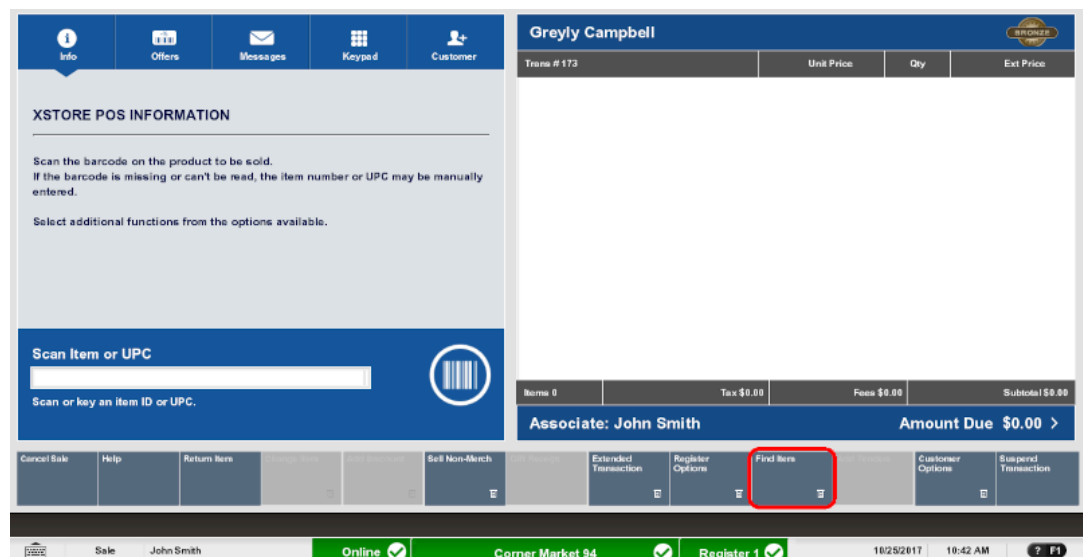 Info
Offers
Messages
Keypad
Customer
XSTORE POS INFORMATION
Scan the barcode on the product to be sold.
If the barcode is missing or can't be read, the item number or UPC may be manually
entered.
Select additional functions from the options available.
Scan Item or UPC
Scan or key an item ID or UPC.
Greyly Campbell
BRONZE
Trans # 173
Unit Price
Qty
Ext Price
Items 0
Tax $0.00
Fees $0.00
Subtotal $0.00
Associate: John Smith
Amount Due $0.00 >
Cancel Sale
Help
Return Item
Sell Non-Merch
Extended
Transaction
Register
Options
Find Item
Customer
Options
Suspend
Transaction
Sale
John Smith
Online
Corner Market 94
Register 1
10/25/2017
10:42 AM
? F1